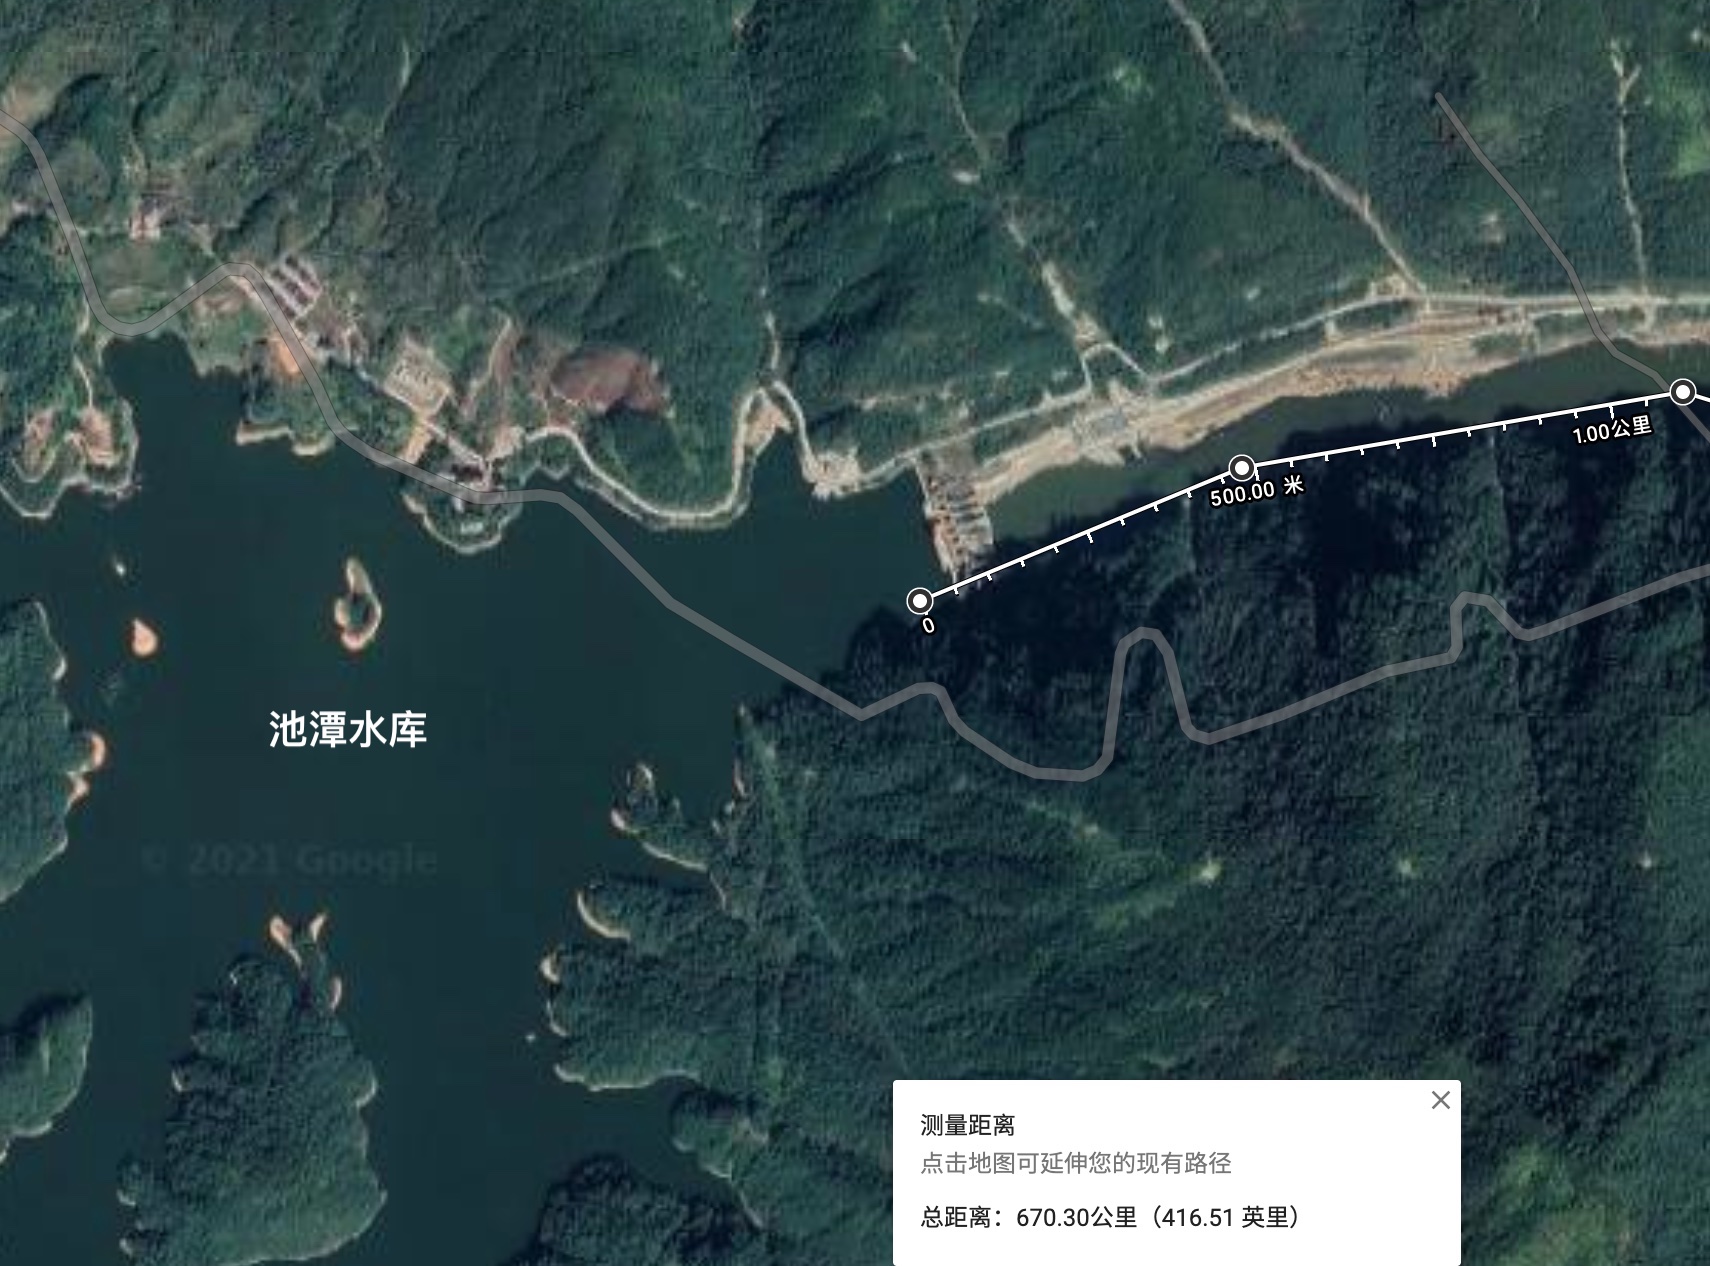 1.00公里
500.00 米
0
池潭水库
© 2021 Google
测量距离
点击地图可延伸您的现有路径
总距离：670.30公里（416.51 英里）